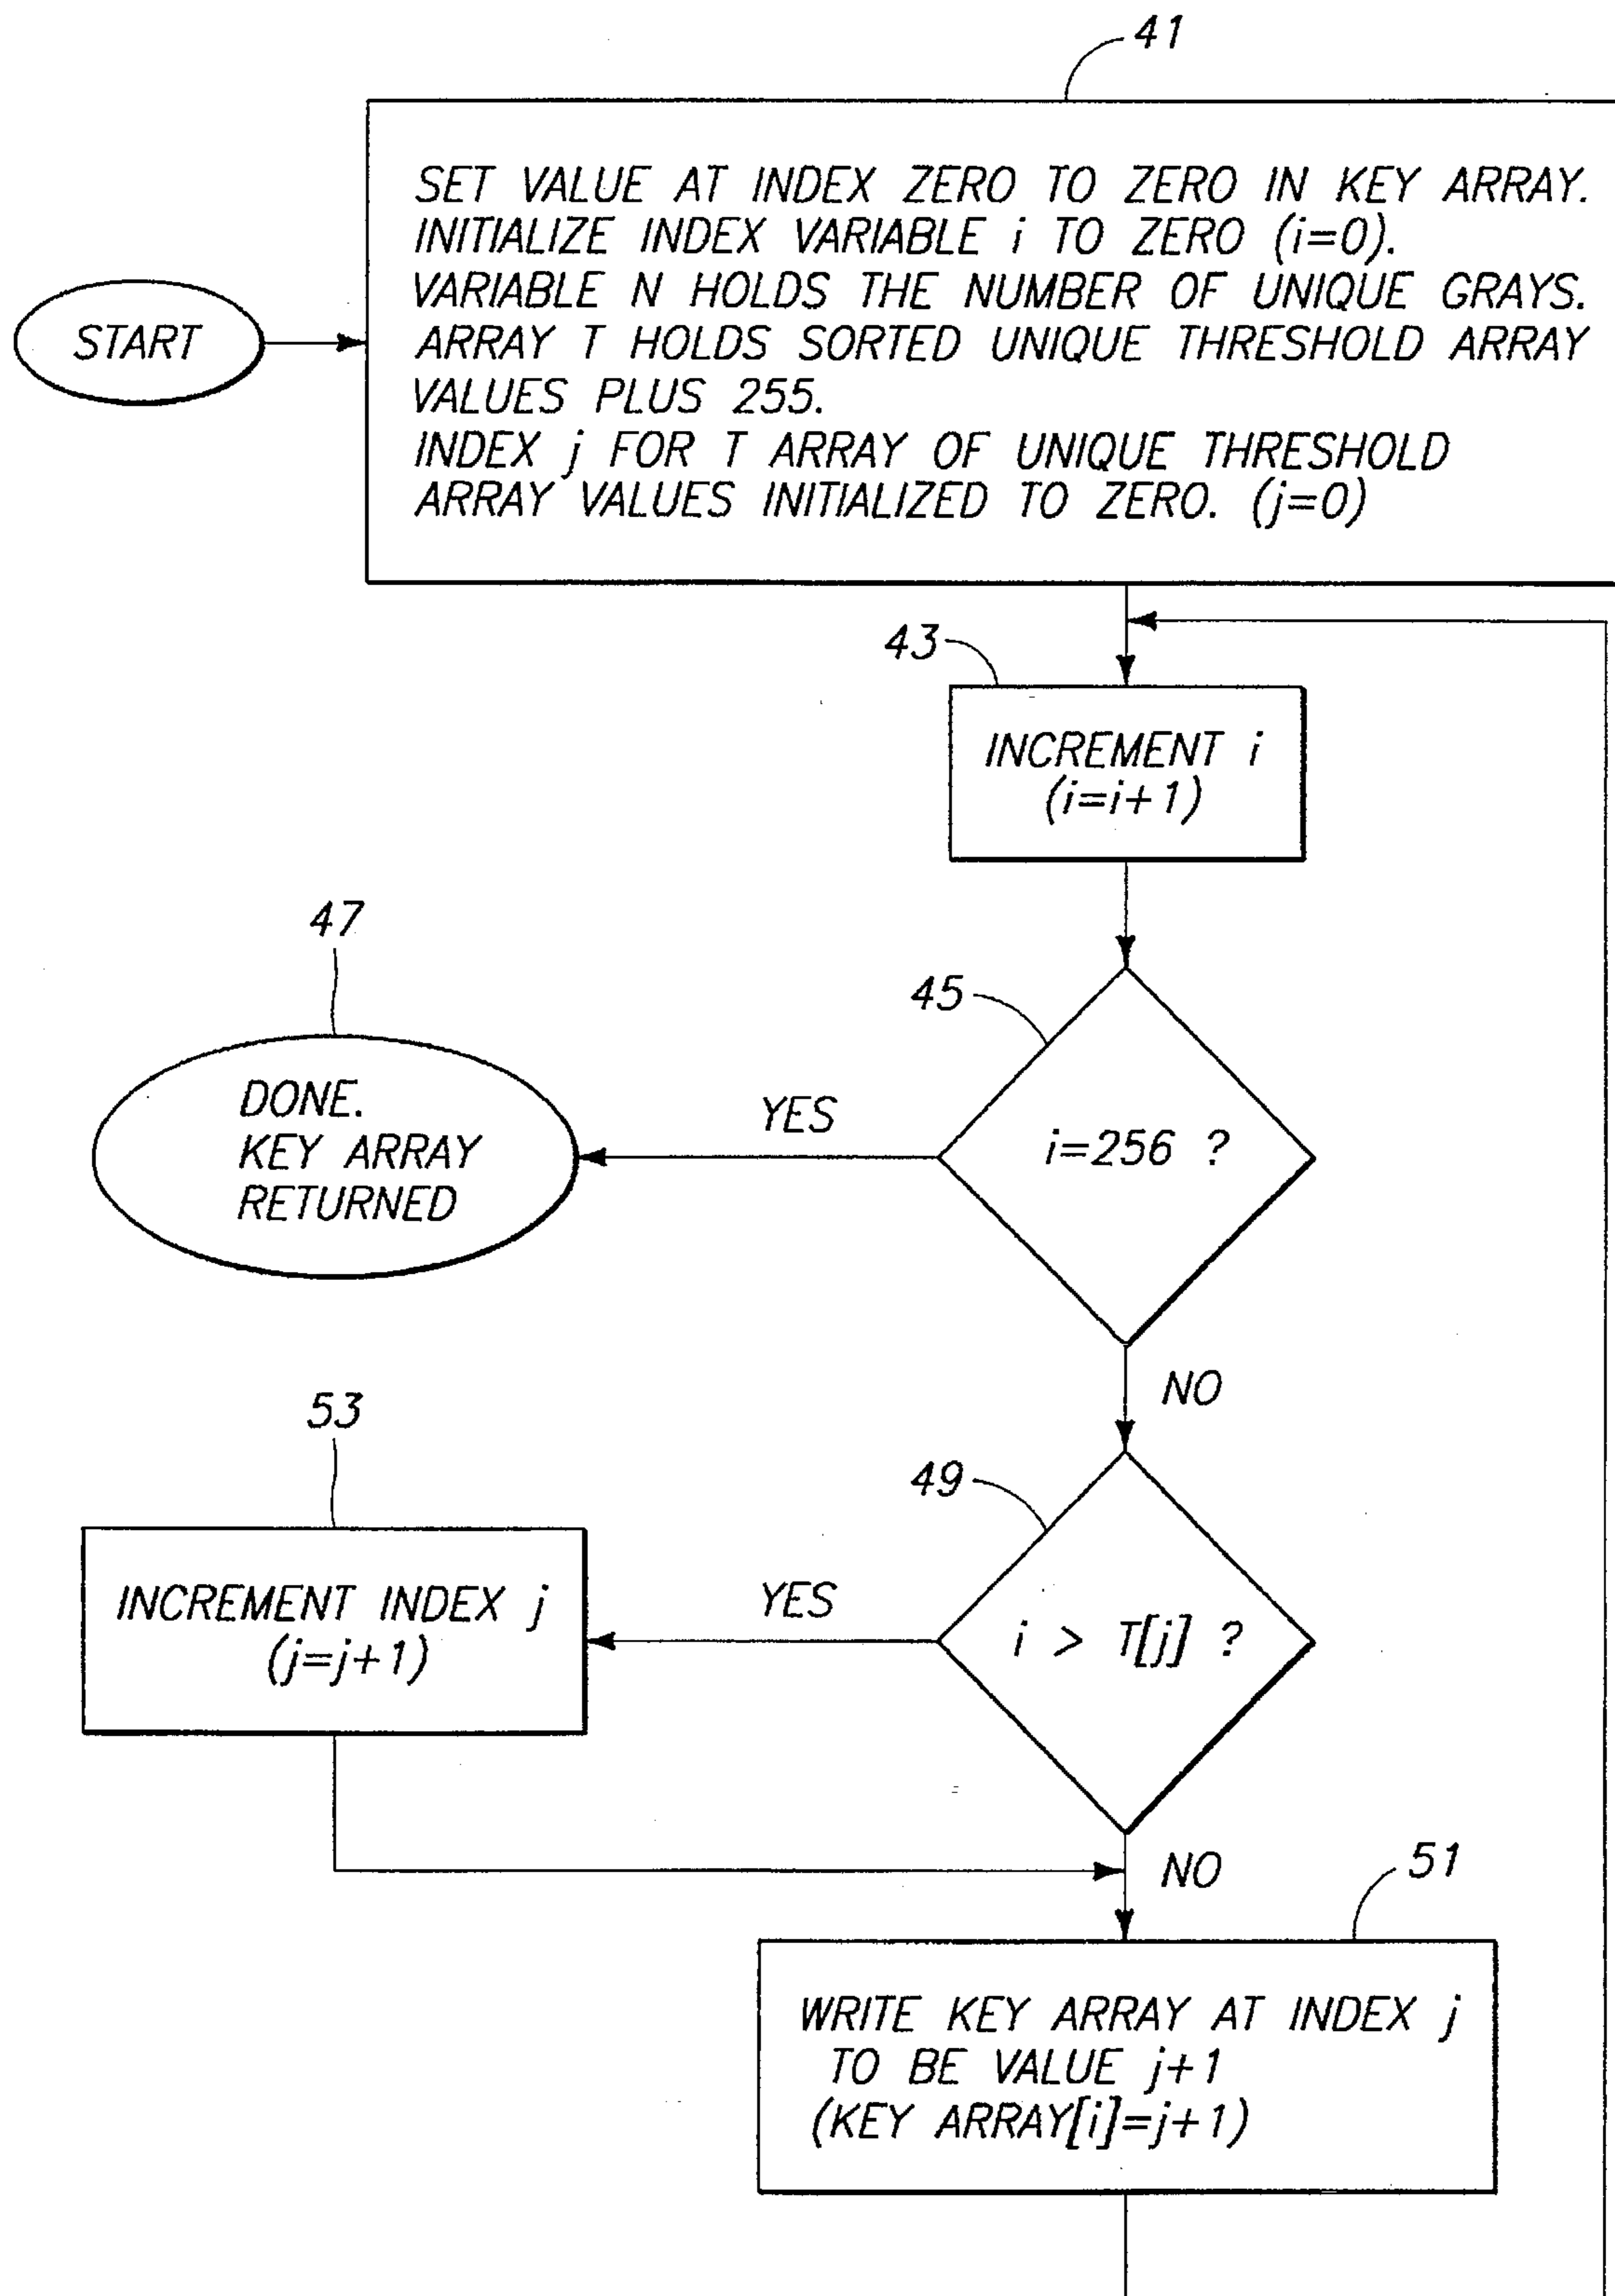 41
SET VALUE AT INDEX ZERO TO ZERO IN KEY ARRAY.
INITIALIZE INDEX VARIABLE i TO ZERO (i=0).
VARIABLE N HOLDS THE NUMBER OF UNIQUE GRAYS.
ARRAY T HOLDS SORTED UNIQUE THRESHOLD ARRAY
VALUES PLUS 255.
INDEX j FOR T ARRAY OF UNIQUE THRESHOLD
ARRAY VALUES INITIALIZED TO ZERO. (j=0)
START
43
INCREMENT i
(i=i+1)
47
DONE.
KEY ARRAY
RETURNED
45
YES
i=256 ?
NO
53
INCREMENT INDEX j
(j=j+1)
49
YES
i > T[j] ?
NO
51
WRITE KEY ARRAY AT INDEX j
TO BE VALUE j+1
(KEY ARRAY[i]=j+1)